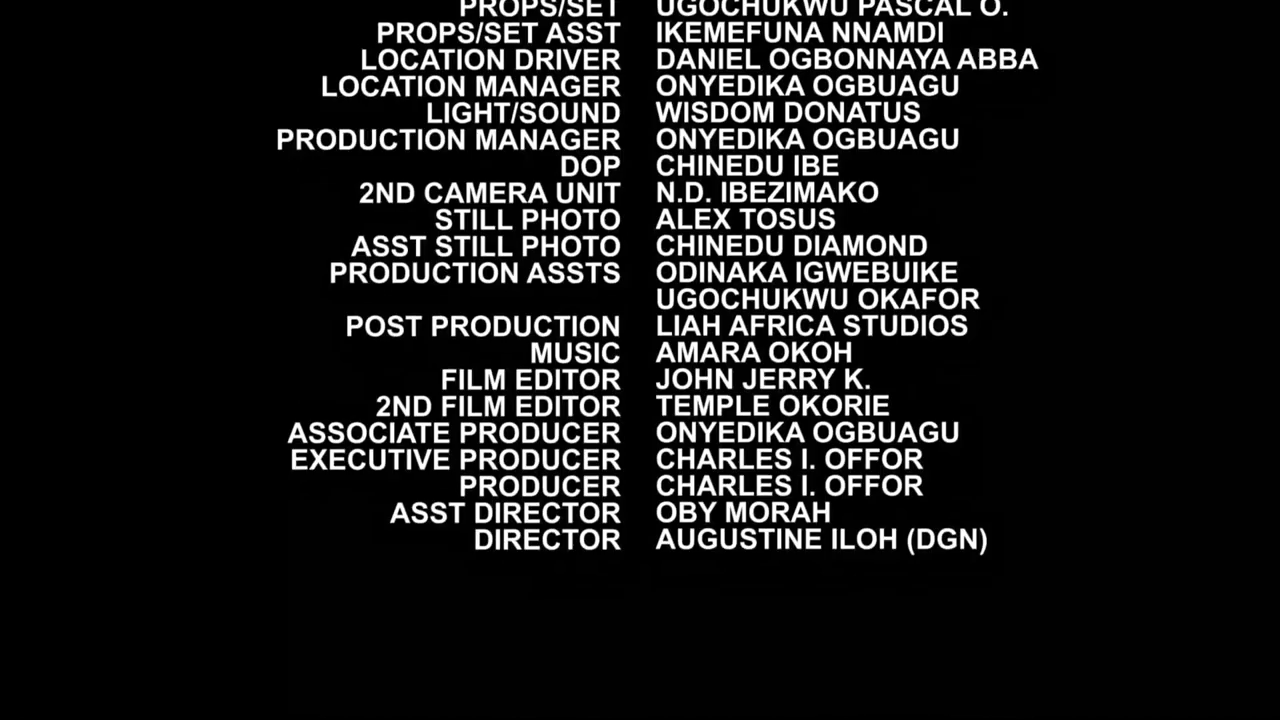 PROPS/SET UGOCHUKWU PASCAL O.
PROPS/SET ASST IKEMEFUNA NNAMDI
LOCATION DRIVER DANIEL OGBONNAYA ABBA
LOCATION MANAGER ONYEDIKA OGBUAGU
LIGHT/SOUND WISDOM DONATUS
PRODUCTION MANAGER ONYEDIKA OGBUAGU
DOP CHINEDU IBE
2ND CAMERA UNIT N.D. IBEZIMAKO
STILL PHOTO ALEX TOSUS
ASST STILL PHOTO CHINEDU DIAMOND
PRODUCTION ASSTS ODINAKA IGWEBUIKE
UGOCHUKWU OKAFOR
POST PRODUCTION LIAH AFRICA STUDIOS
MUSIC AMARA OKOH
FILM EDITOR JOHN JERRY K.
2ND FILM EDITOR TEMPLE OKORIE
ASSOCIATE PRODUCER ONYEDIKA OGBUAGU
EXECUTIVE PRODUCER CHARLES I. OFFOR
PRODUCER CHARLES I. OFFOR
ASST DIRECTOR OBY MORAH
DIRECTOR AUGUSTINE ILOH (DGN)